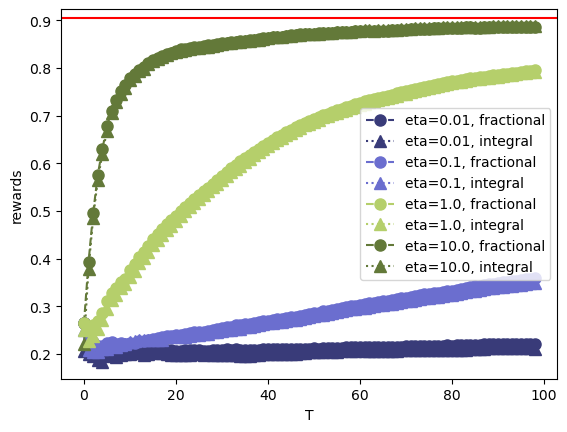 0.9
0.8
0.7
0.6
0.5
0.4
0.3
0.2
rewards
0
20
40
60
80
100
T
eta=0.01, fractional
eta=0.01, integral
eta=0.1, fractional
eta=0.1, integral
eta=1.0, fractional
eta=1.0, integral
eta=10.0, fractional
eta=10.0, integral